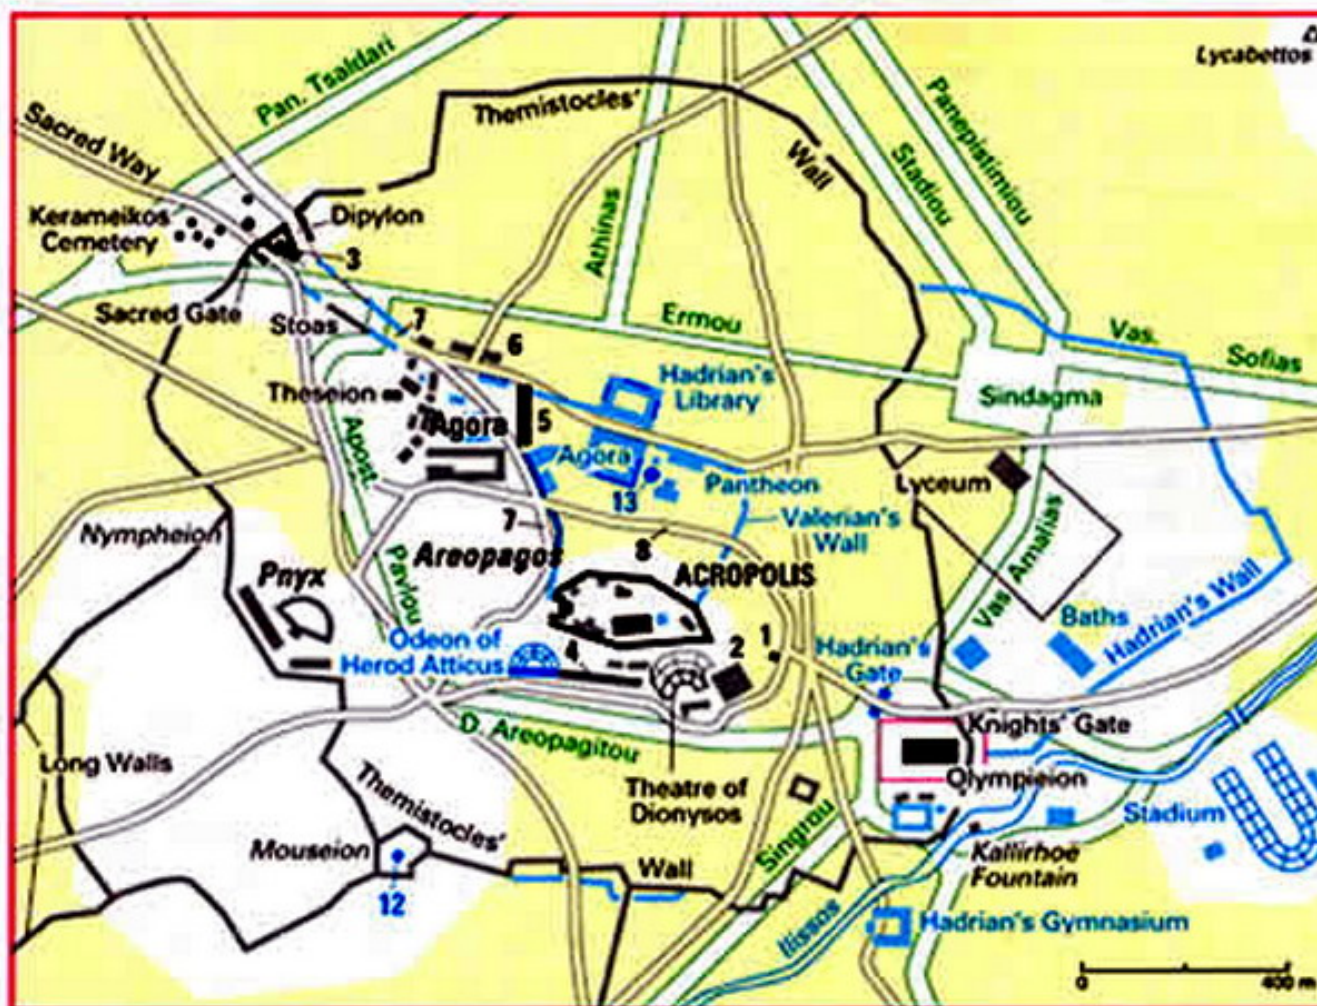 Lycabettos
Pan. Tsaldari
Themistocles'
Wall
Panepistimiou
Stadiou
Sacred Way
Kerameikos
Cemetery
Dipylon
3
Athinas
Sacred Gate
Stoas
7
6
Ermou
Vas.
Sofias
Hadrian's
Library
Sindagma
Theseion
Agora
5
Apost.
Agora
Pantheon
13
Lyceum
Valerian's
Wall
Nympheion
7
8
Areopagos
ACROPOLIS
Pnyx
Pavlou
Vas Amalias
Baths
Hadrian's Wall
Odeon of
Herod Atticus
4
2
1
Hadrian's
Gate
Knights' Gate
D. Areopagitou
Olympieion
Long Walls
Theatre of
Dionysos
Themistocles'
Singrou
Stadium
Mouseion
Wall
Kallirhoe
Fountain
12
Ilissos
Hadrian's Gymnasium
0
400 m